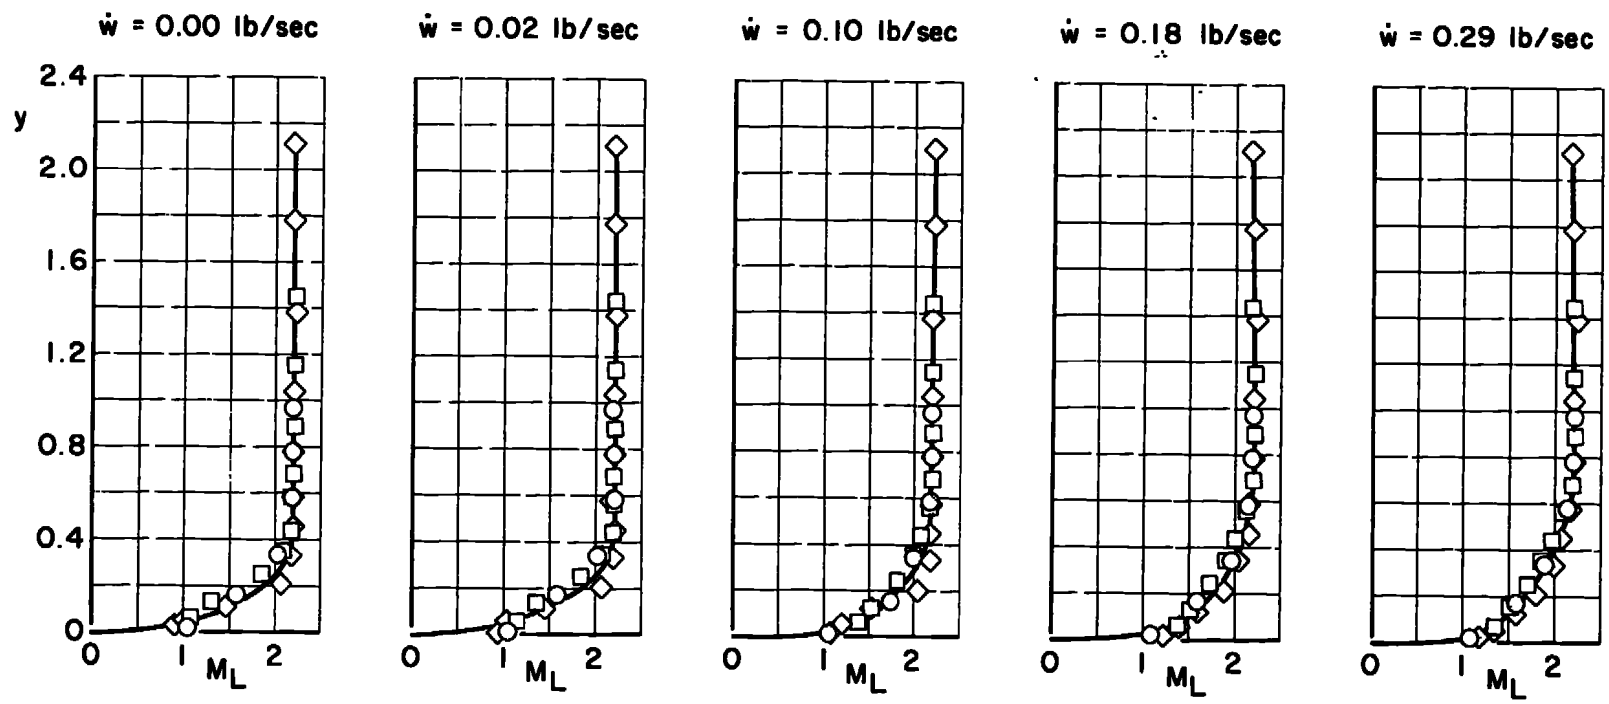 ẇ = 0.00 lb/sec
ẇ = 0.02 lb/sec
ẇ = 0.10 lb/sec
ẇ = 0.18 lb/sec
ẇ = 0.29 lb/sec
2.4
y
2.0
1.6
1.2
0.8
0.4
0
0 1 2
0 1 2
0 1 2
0 1 2
0 1 2
M_L
M_L
M_L
M_L
M_L